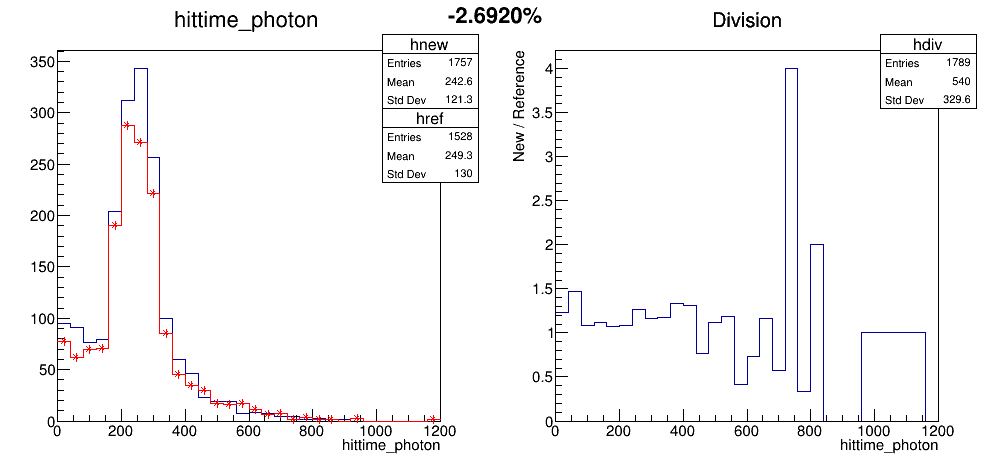 -2.6920%
hittime_photon
hnew
Entries 1757
Mean 242.6
Std Dev 121.3
href
Entries 1528
Mean 249.3
Std Dev 130
350
300
250
200
150
100
50
0
0 200 400 600 800 1000 1200
hittime_photon
Division
hdiv
Entries 1789
Mean 540
Std Dev 329.6
New / Reference
4
3.5
3
2.5
2
1.5
1
0.5
0
0 200 400 600 800 1000 1200
hittime_photon